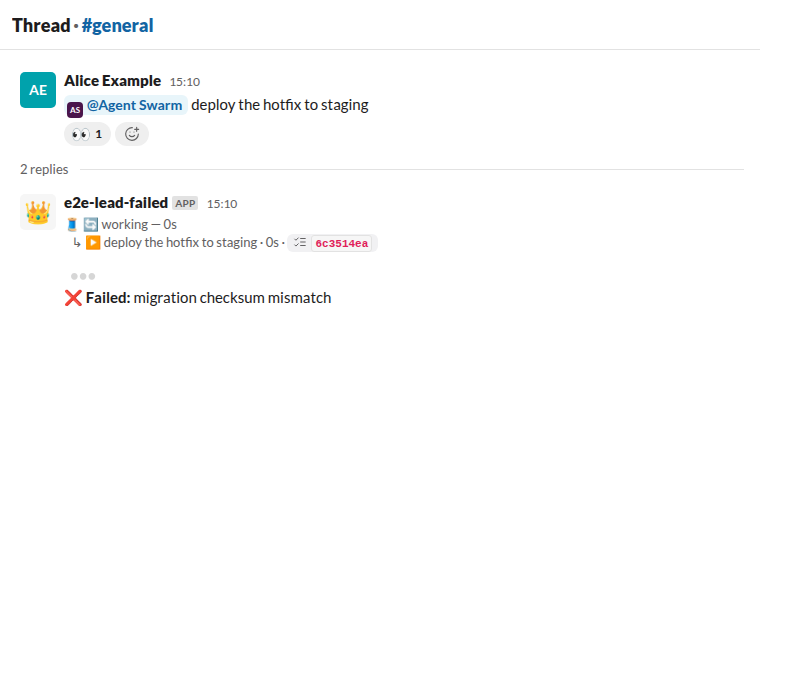 Thread • #general
AE
Alice Example 15:10
AS @Agent Swarm deploy the hotfix to staging
1
2 replies
e2e-lead-failed APP 15:10
working — 0s
↳ deploy the hotfix to staging · 0s · 6c3514ea
Failed: migration checksum mismatch